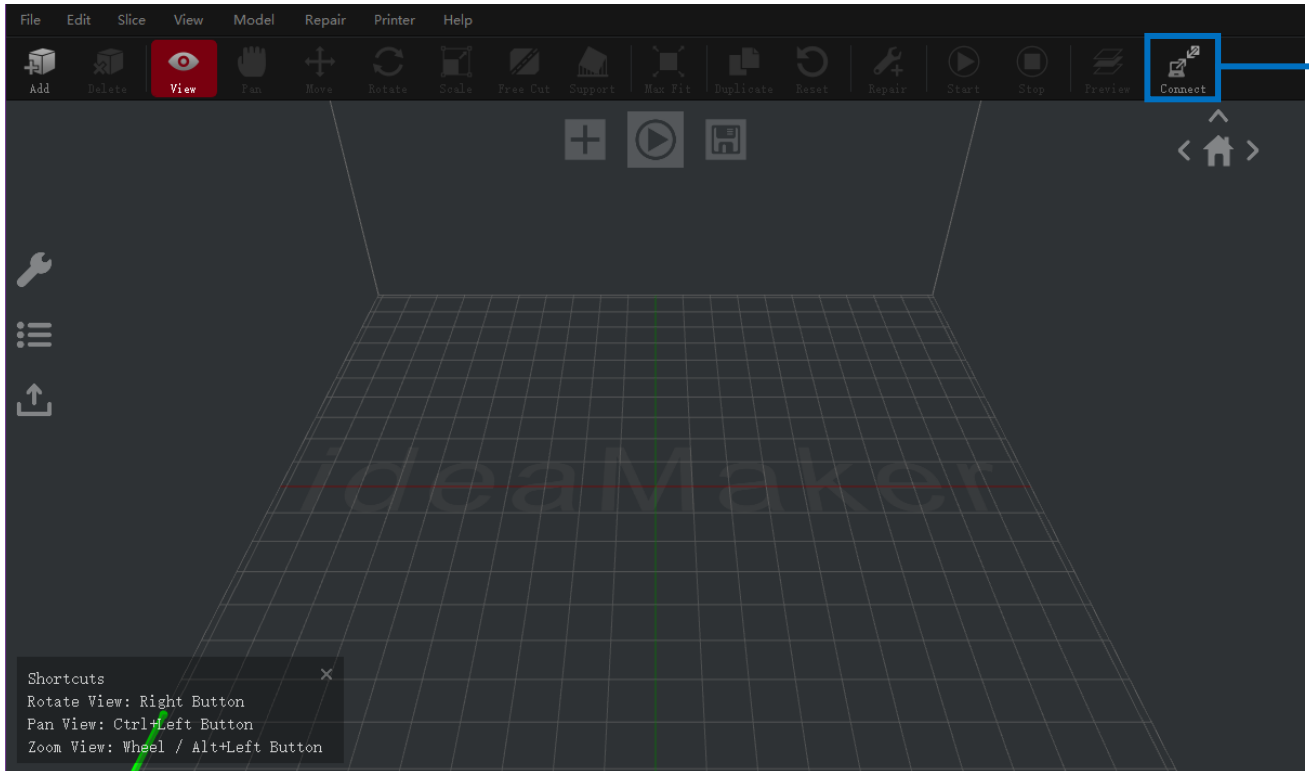 File Edit Slice View Model Repair Printer Help
Add Delete View Pan Move Rotate Scale Free Cut Support Max Fit Duplicate Reset Repair Start Stop Preview Connect
ideaMaker
Shortcuts
Rotate View: Right Button
Pan View: Ctrl+Left Button
Zoom View: Wheel / Alt+Left Button